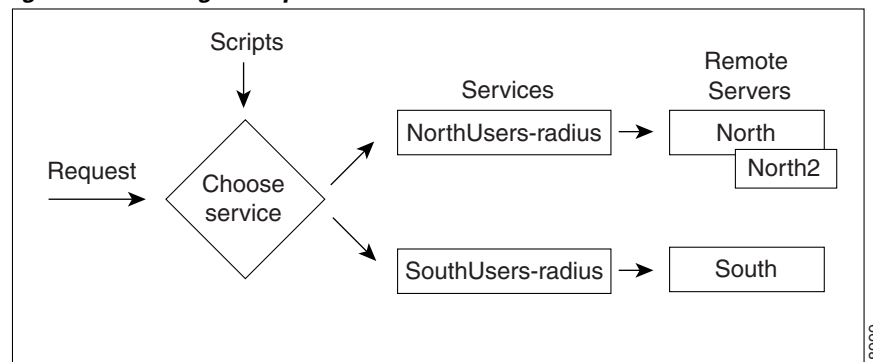 Scripts
Remote
Servers
Services
NorthUsers-radius
North
North2
Request
Choose
service
SouthUsers-radius
South